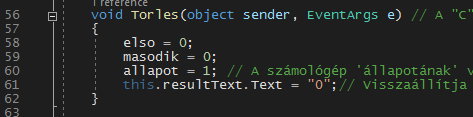 1 reference
56 void Torles(object sender, EventArgs e) // A "C"
57 {
58 elso = 0;
59 masodik = 0;
60 allapot = 1; // A számológép 'állapotának'
61 this.resultText.Text = "0";// Visszaállítja
62 }
63